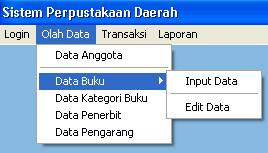 Sistem Perpustakaan Daerah
Login Olah Data Transaksi Laporan
Data Anggota
Data Buku
Input Data
Edit Data
Data Kategori Buku
Data Penerbit
Data Pengarang